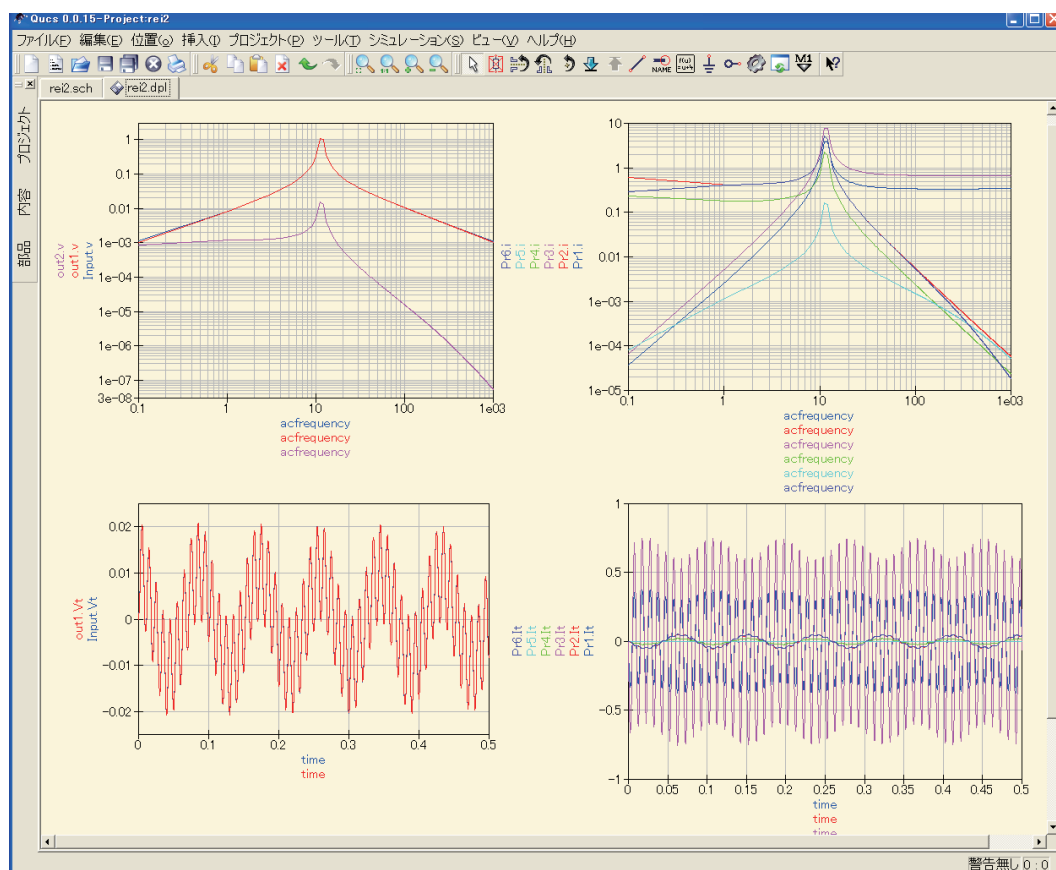 Qucs 0.0.15-Project:rei2
ファイル(F) 編集(E) 位置(o) 挿入(I) プロジェクト(P) ツール(T) シミュレーション(S) ビュー(V) ヘルプ(H)
NAME
M1
rei2.sch rei2.dpl
プロジェクト
内容
部品
1
0.1
0.01
1e-03
1e-04
1e-05
1e-06
1e-07
3e-08
0.1 1 10 100 1e03
out2.v
out1.v
Input.v
acfrequency
acfrequency
acfrequency
10
1
0.1
0.01
1e-03
1e-04
1e-05
0.1 1 10 100 1e03
Pr6.i
Pr5.i
Pr4.i
Pr3.i
Pr2.i
Pr1.i
acfrequency
acfrequency
acfrequency
acfrequency
acfrequency
acfrequency
0.02
0.01
0
-0.01
-0.02
0 0.1 0.2 0.3 0.4 0.5
out1.Vt
Input.Vt
time
time
1
0.5
0
-0.5
-1
0 0.05 0.1 0.15 0.2 0.25 0.3 0.35 0.4 0.45 0.5
Pr6.It
Pr5.It
Pr4.It
Pr3.It
Pr2.It
Pr1.It
time
time
time
警告無し 0 : 0